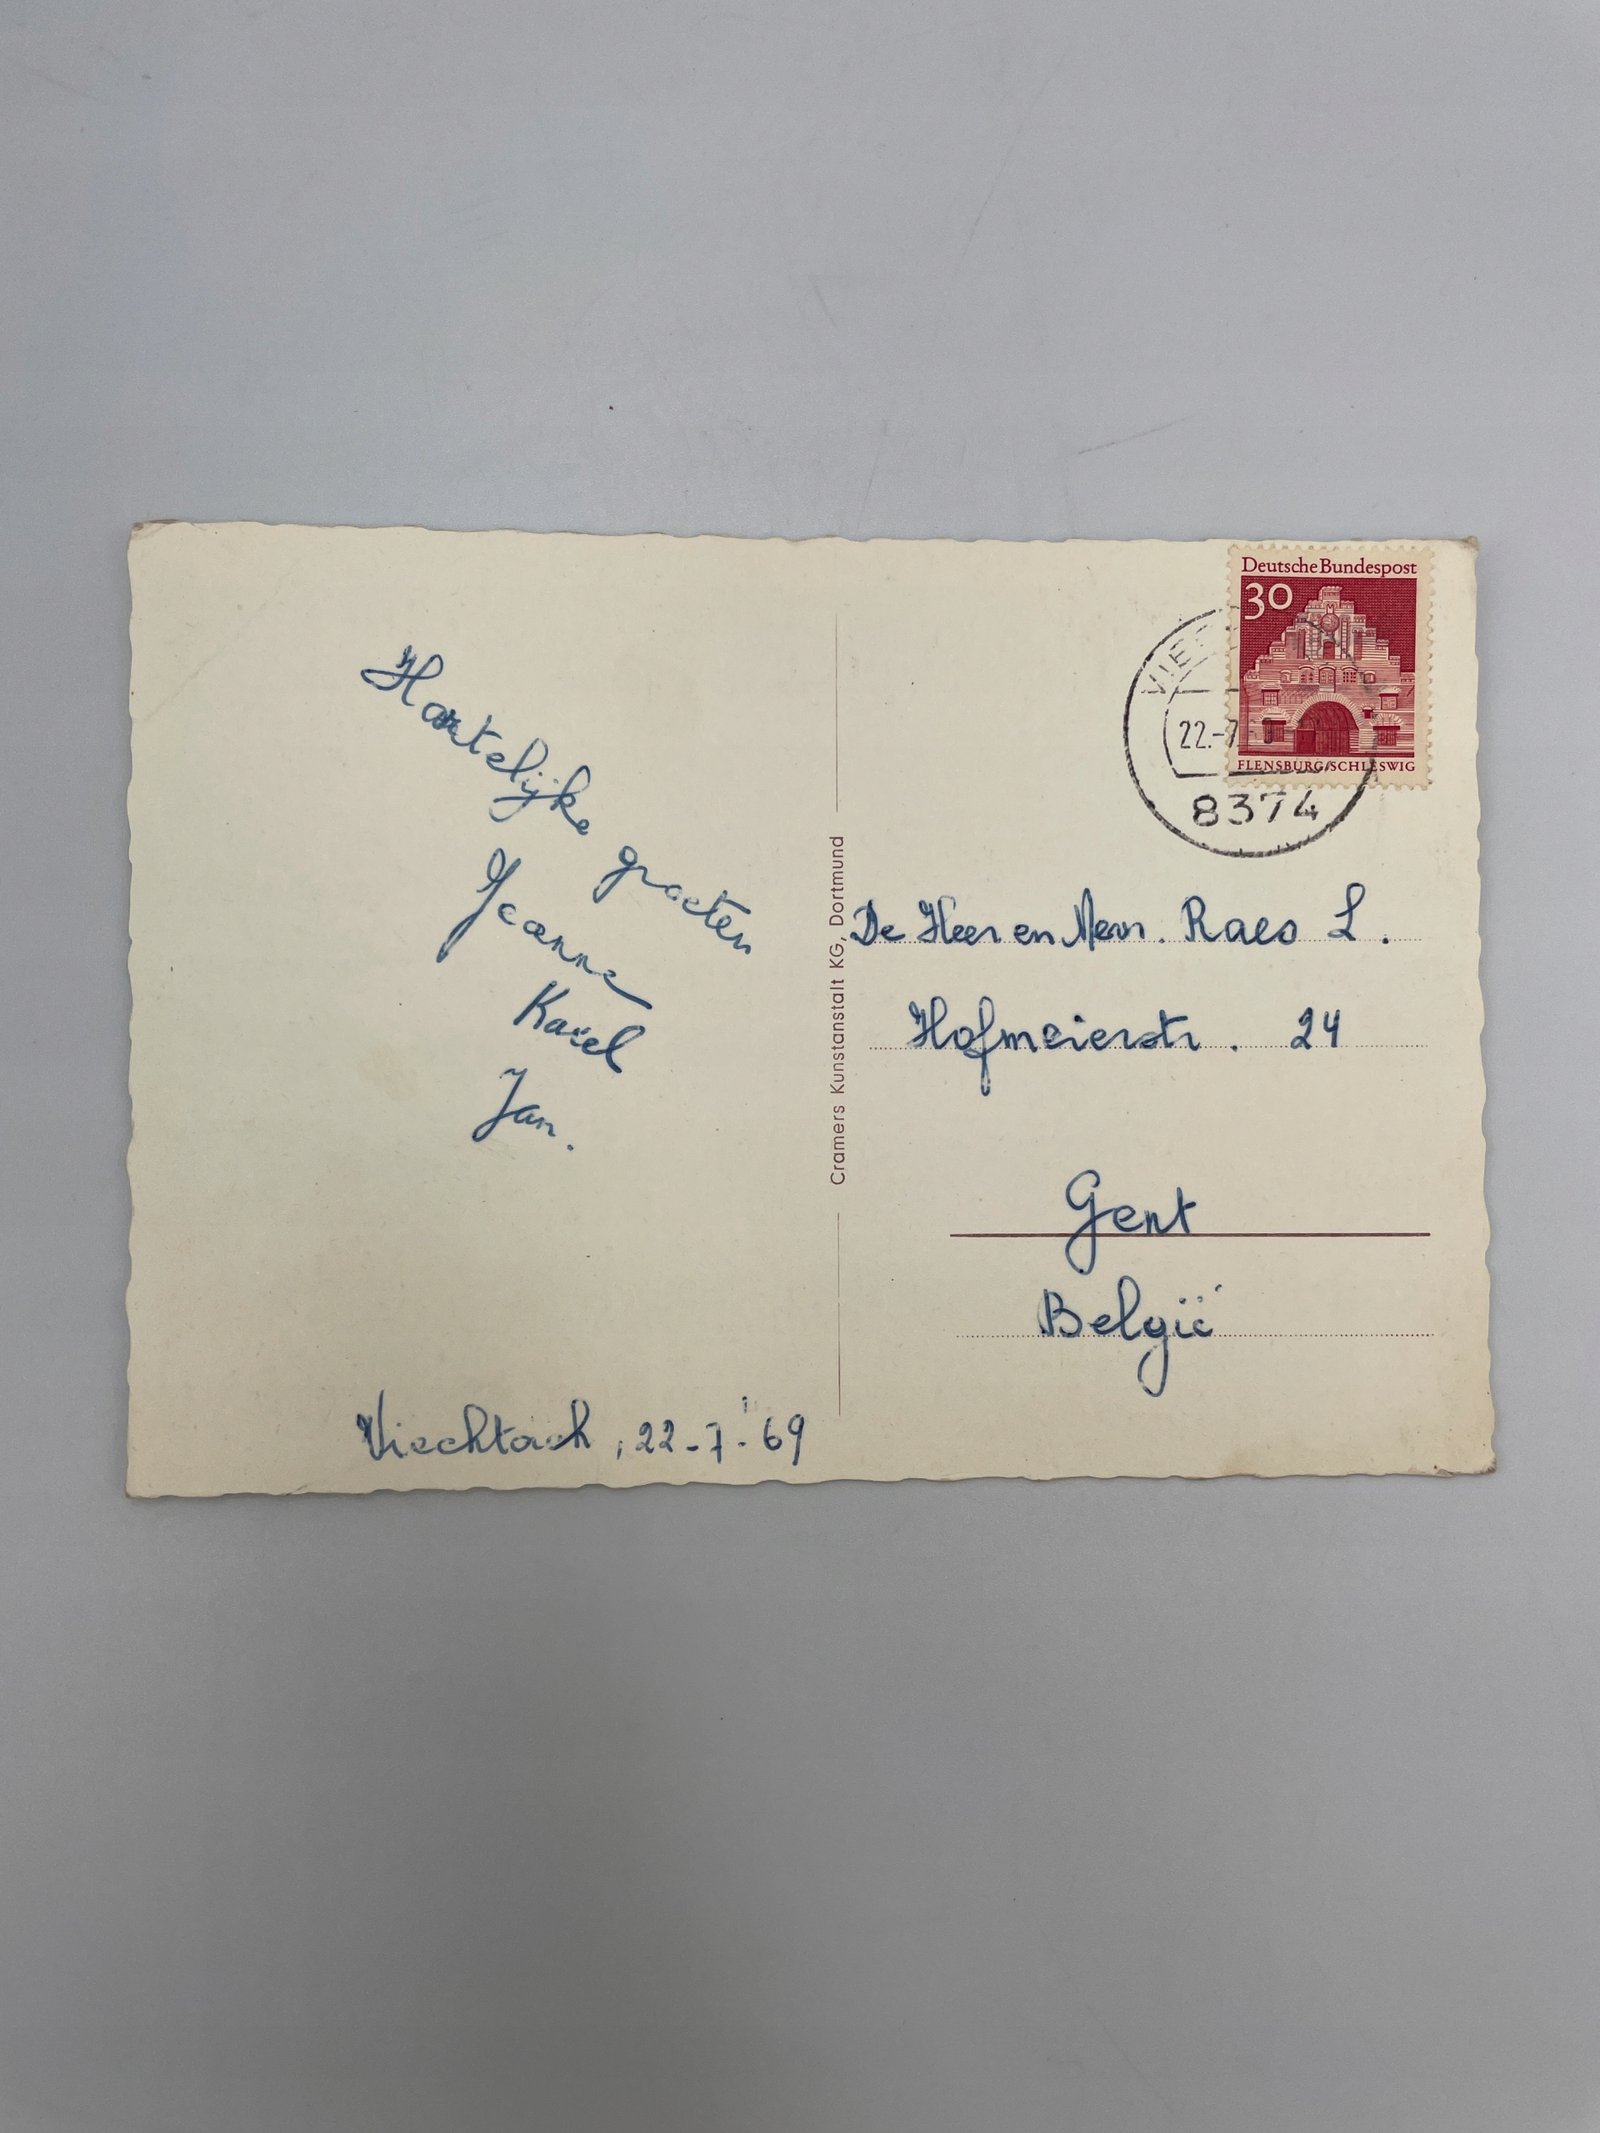 Hartelijke groeten
Jeanne
Karel
Jan.
Viechtach, 22-7-'69
Cramers Kunstanstalt KG, Dortmund
Deutsche Bundespost
30
FLENSBURG/SCHLESWIG
22.-7.
8374
De Heer en Mevr. Raes L.
Hofmeierstr. 24
Gent
België